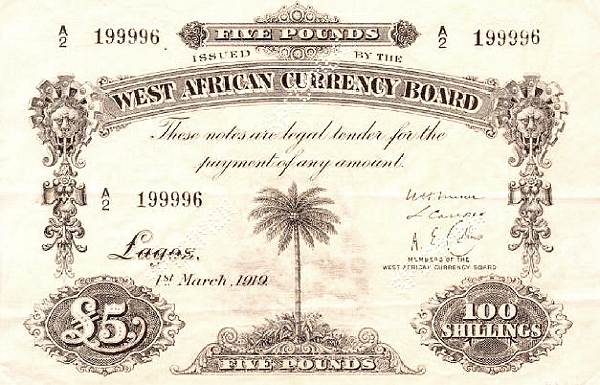 FIVE POUNDS
A/2 199996 A/2 199996
ISSUED BY THE
WEST AFRICAN CURRENCY BOARD
These notes are legal tender for the
payment of any amount.
A/2 199996
Lagos.
1st March, 1919.
MEMBERS OF THE
WEST AFRICAN CURRENCY BOARD
£5
100
SHILLINGS
FIVE POUNDS